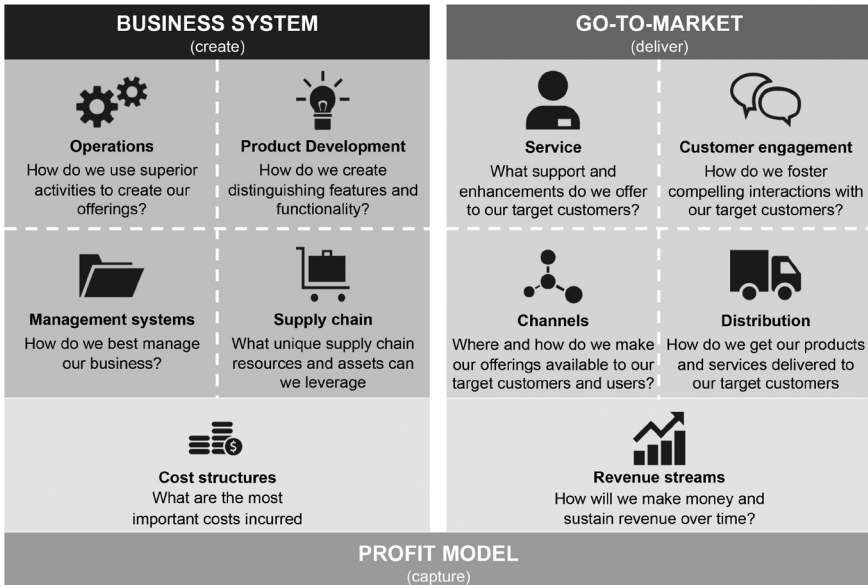 BUSINESS SYSTEM
(create)
Operations
How do we use superior
activities to create our
offerings?
Product Development
How do we create
distinguishing features and
functionality?
Management systems
How do we best manage
our business?
Supply chain
What unique supply chain
resources and assets can
we leverage
Cost structures
What are the most
important costs incurred
GO-TO-MARKET
(deliver)
Service
What support and
enhancements do we offer
to our target customers?
Customer engagement
How do we foster
compelling interactions with
our target customers?
Channels
Where and how do we make
our offerings available to our
target customers and users?
Distribution
How do we get our products
and services delivered to
our target customers
Revenue streams
How will we make money and
sustain revenue over time?
PROFIT MODEL
(capture)